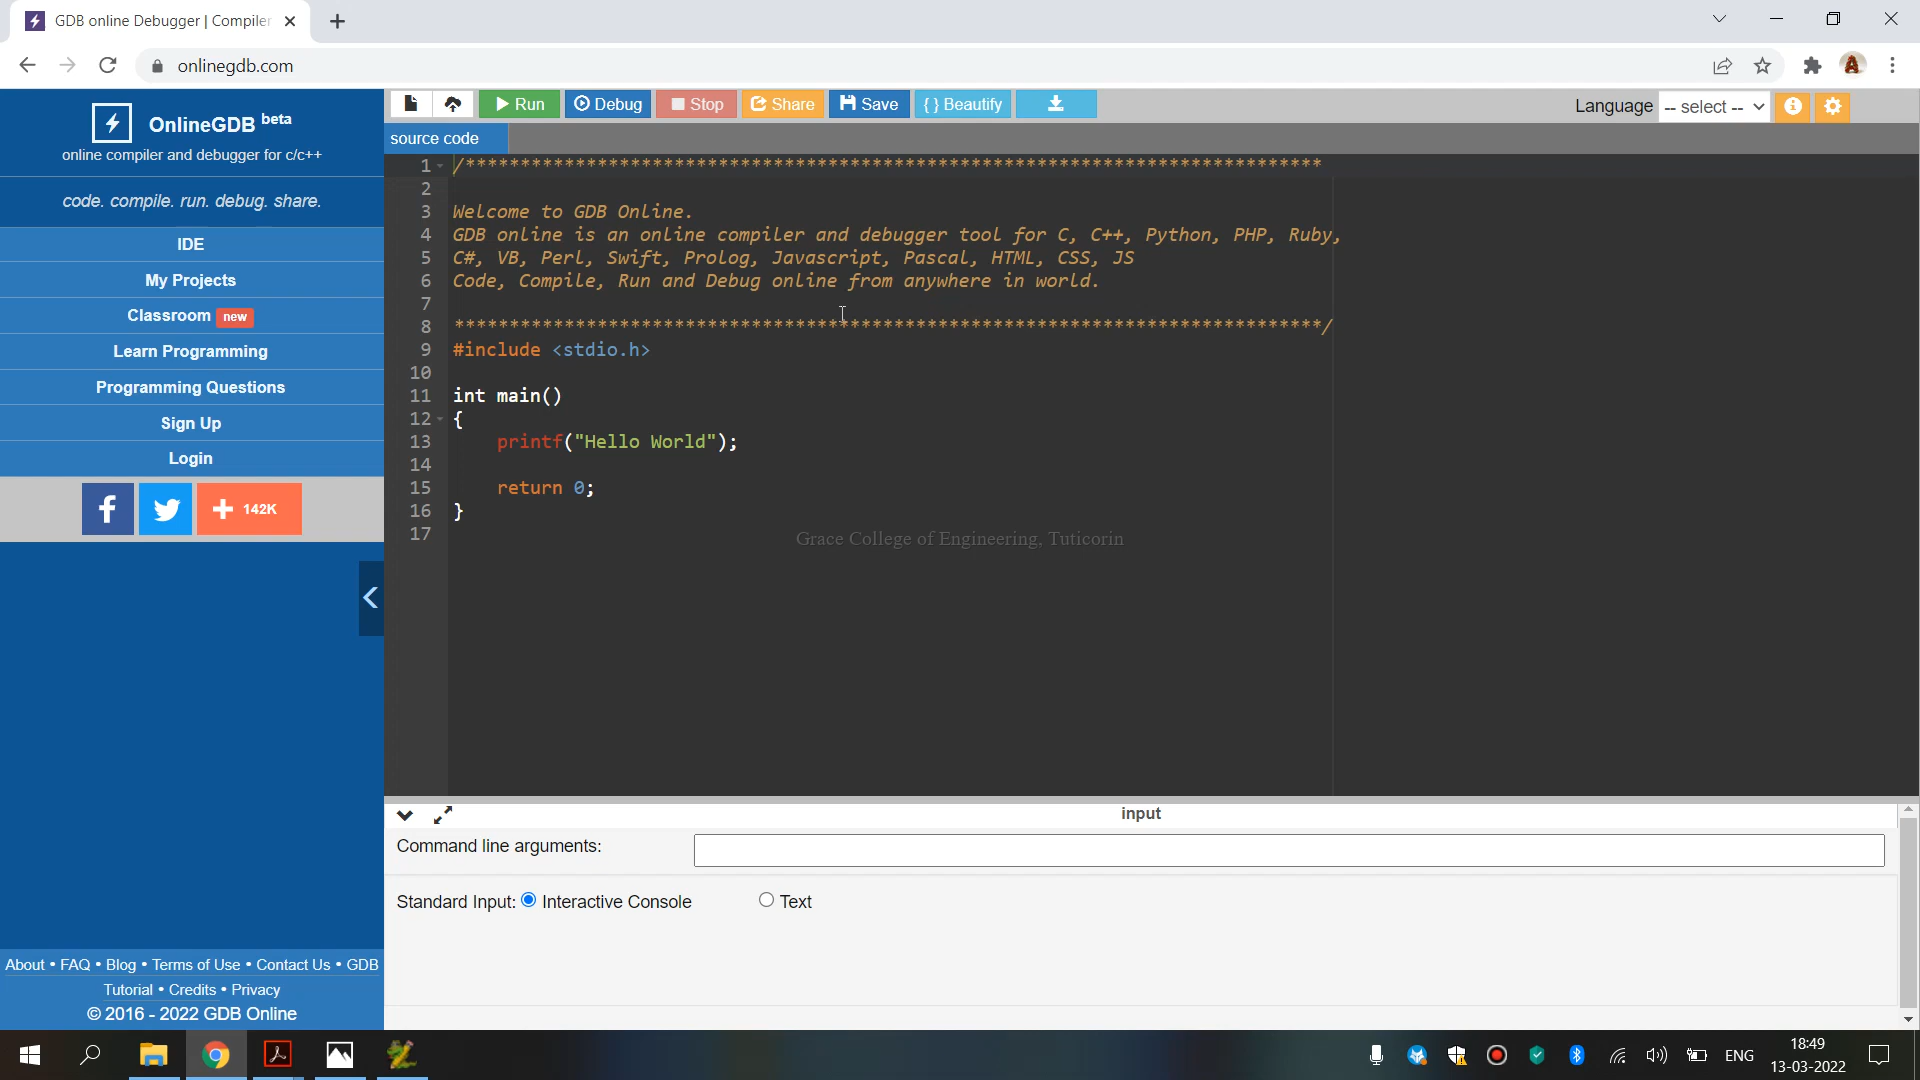 GDB online Debugger | Compiler
onlinegdb.com
OnlineGDB beta
online compiler and debugger for c/c++
code. compile. run. debug. share.
IDE
My Projects
Classroom new
Learn Programming
Programming Questions
Sign Up
Login
142K
About • FAQ • Blog • Terms of Use • Contact Us • GDB
Tutorial • Credits • Privacy
© 2016 - 2022 GDB Online
Run Debug Stop Share Save { } Beautify
Language -- select --
source code
1 /******************************************************************************
2
3 Welcome to GDB Online.
4 GDB online is an online compiler and debugger tool for C, C++, Python, PHP, Ruby,
5 C#, VB, Perl, Swift, Prolog, Javascript, Pascal, HTML, CSS, JS
6 Code, Compile, Run and Debug online from anywhere in world.
7
8 *******************************************************************************/
9 #include <stdio.h>
10
11 int main()
12 {
13     printf("Hello World");
14
15     return 0;
16 }
17
Grace College of Engineering, Tuticorin
input
Command line arguments:
Standard Input: Interactive Console Text
ENG
18:49
13-03-2022